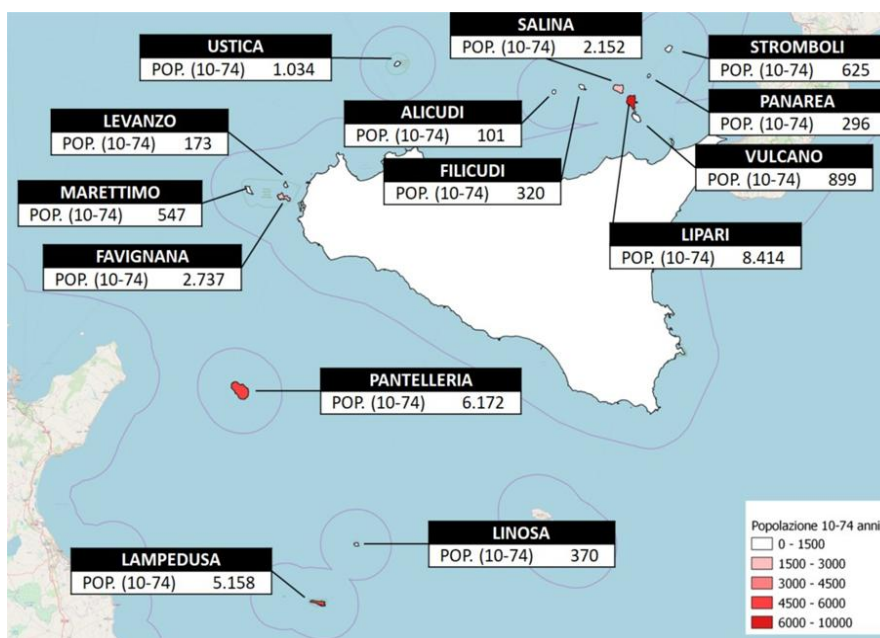 SALINA
POP. (10-74) 2.152
USTICA
POP. (10-74) 1.034
STROMBOLI
POP. (10-74) 625
ALICUDI
POP. (10-74) 101
PANAREA
POP. (10-74) 296
LEVANZO
POP. (10-74) 173
FILICUDI
POP. (10-74) 320
VULCANO
POP. (10-74) 899
MARETTIMO
POP. (10-74) 547
LIPARI
POP. (10-74) 8.414
FAVIGNANA
POP. (10-74) 2.737
PANTELLERIA
POP. (10-74) 6.172
LINOSA
POP. (10-74) 370
LAMPEDUSA
POP. (10-74) 5.158
Popolazione 10-74 anni
0 - 1500
1500 - 3000
3000 - 4500
4500 - 6000
6000 - 10000